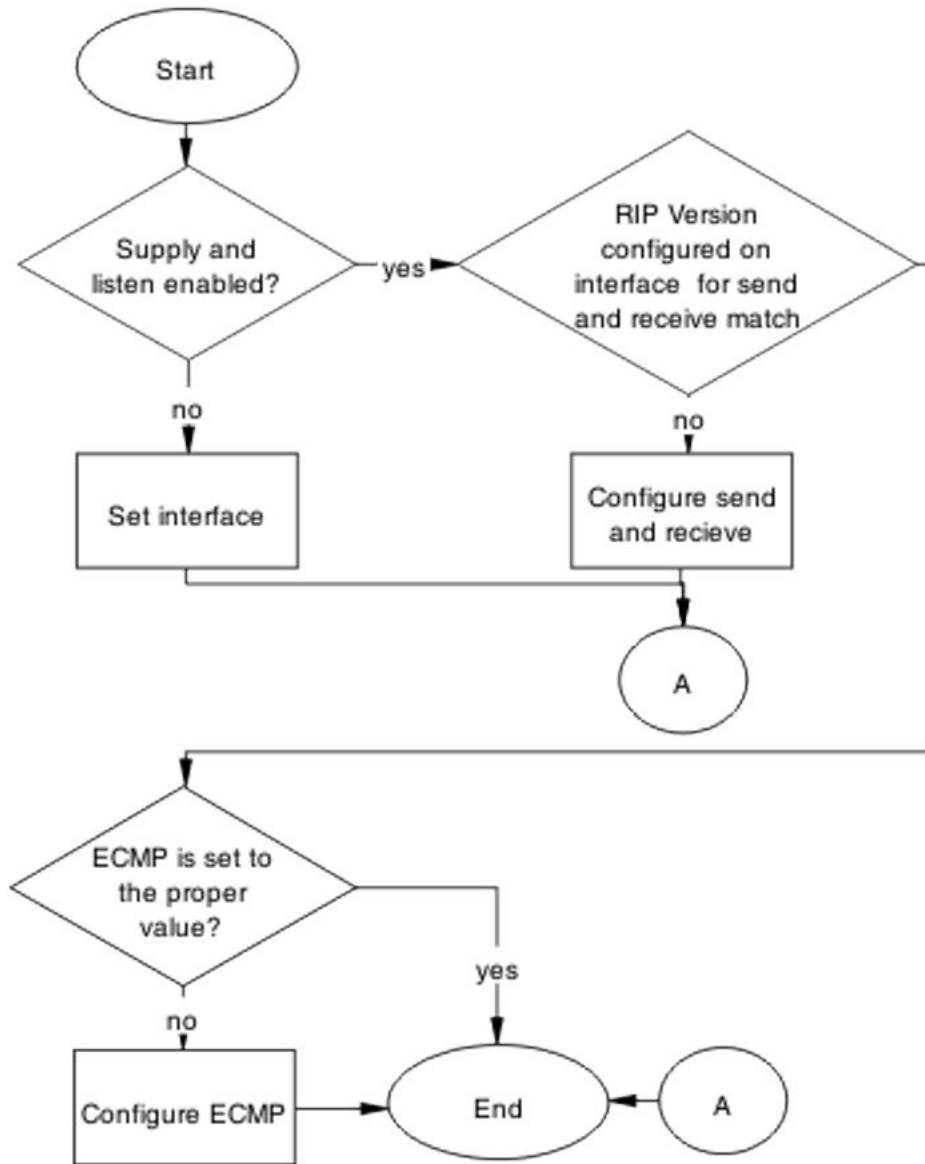 Start
Supply and
listen enabled?
yes
RIP Version
configured on
interface for send
and receive match
no
no
Set interface
Configure send
and recieve
A
ECMP is set to
the proper
value?
yes
no
Configure ECMP
End
A